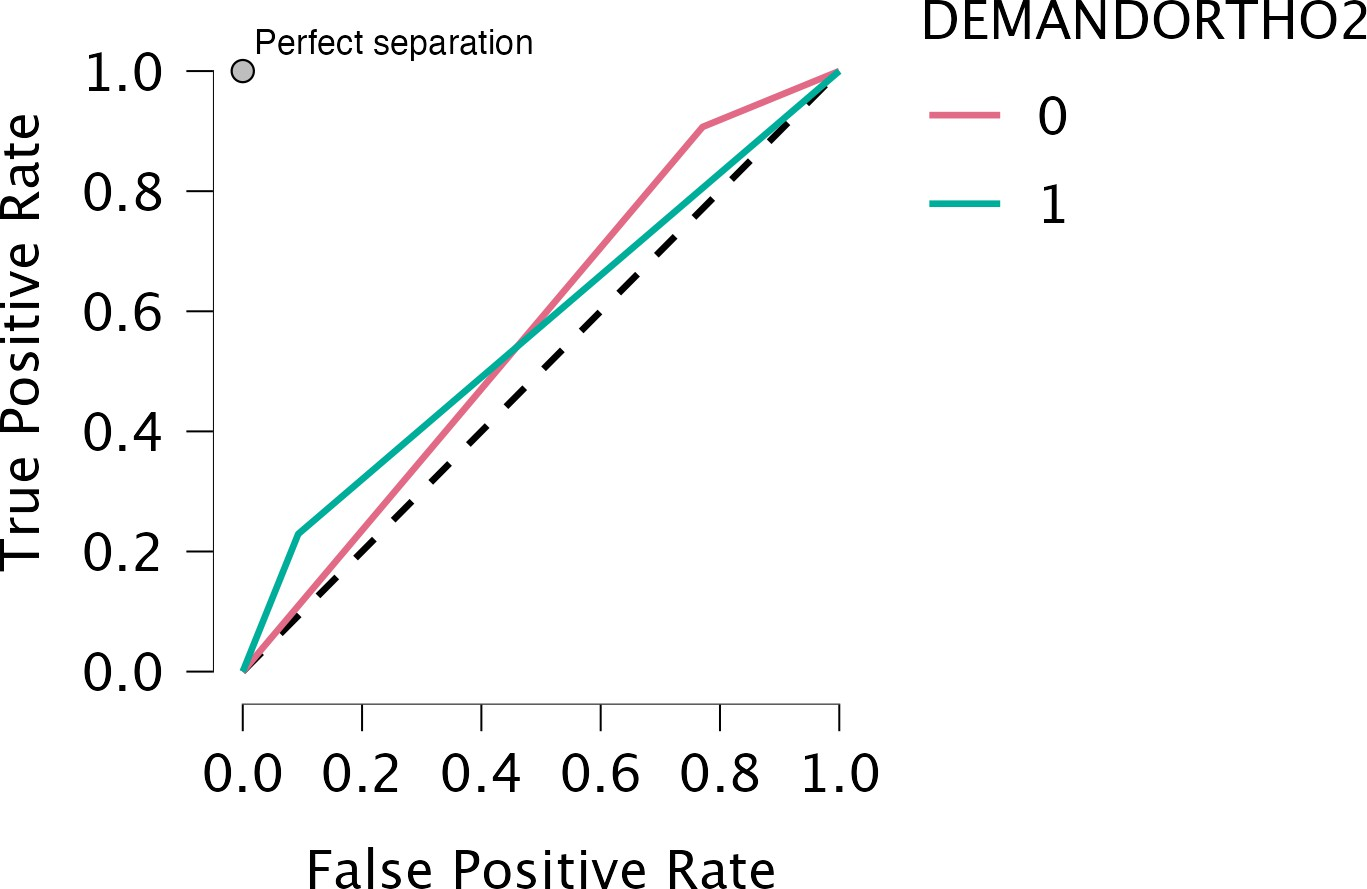 DEMANDORTHO2
0
1
Perfect separation
True Positive Rate
1.0
0.8
0.6
0.4
0.2
0.0
0.0 0.2 0.4 0.6 0.8 1.0
False Positive Rate